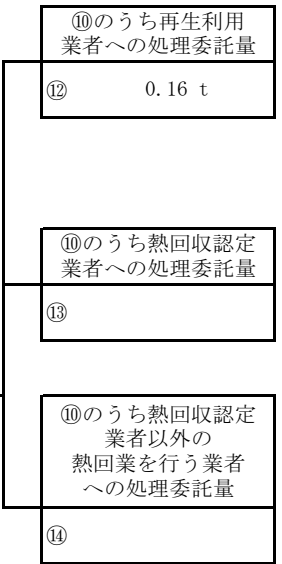 ⑩のうち再生利用
業者への処理委託量
⑫ 0.16 t
⑩のうち熱回収認定
業者への処理委託量
⑬
⑩のうち熱回収認定
業者以外の
熱回業を行う業者
への処理委託量
⑭